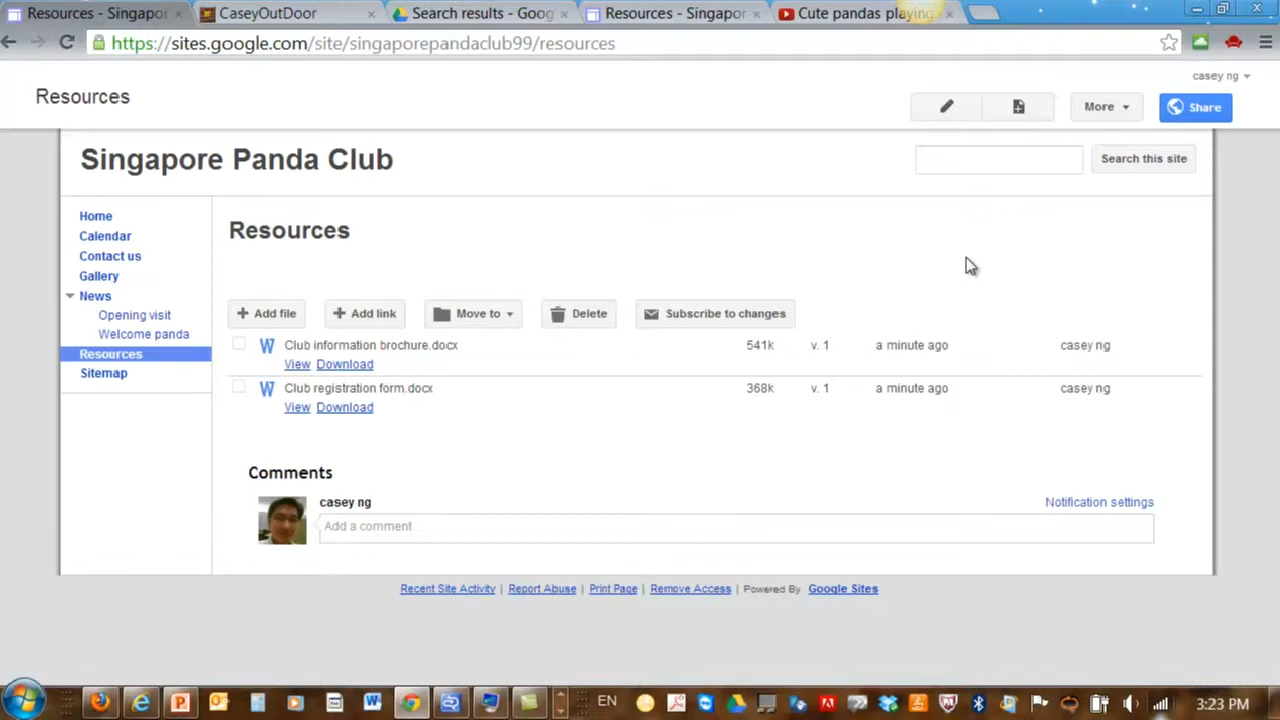 Resources - Singapor
CaseyOutDoor
Search results - Goog
Resources - Singapor
Cute pandas playing
https://sites.google.com/site/singaporepandaclub99/resources
casey ng
Resources
More
Share
Singapore Panda Club
Search this site
Home
Calendar
Contact us
Gallery
News
Opening visit
Wellcome panda
Resources
Sitemap
Resources
Add file
Add link
Move to
Delete
Subscribe to changes
Club information brochure.docx 541k v. 1 a minute ago casey ng
View Download
Club registration form.docx 368k v. 1 a minute ago casey ng
View Download
Comments
casey ng
Notification settings
Add a comment
Recent Site Activity | Report Abuse | Print Page | Remove Access | Powered By Google Sites
EN
3:23 PM